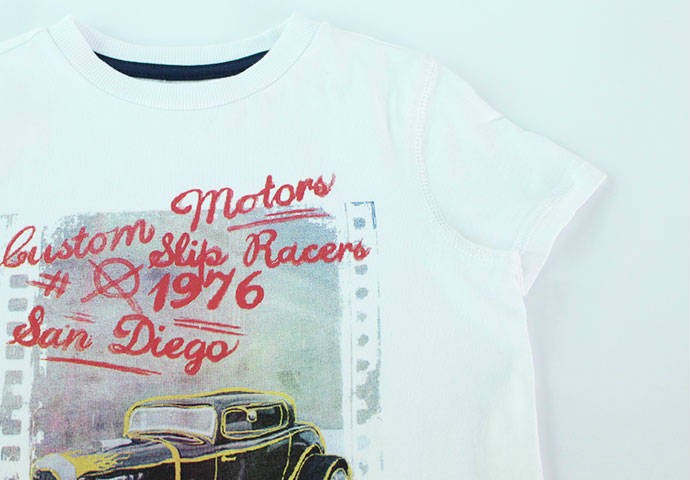 Motors
Custom Slip Racers
# 1976
San Diego